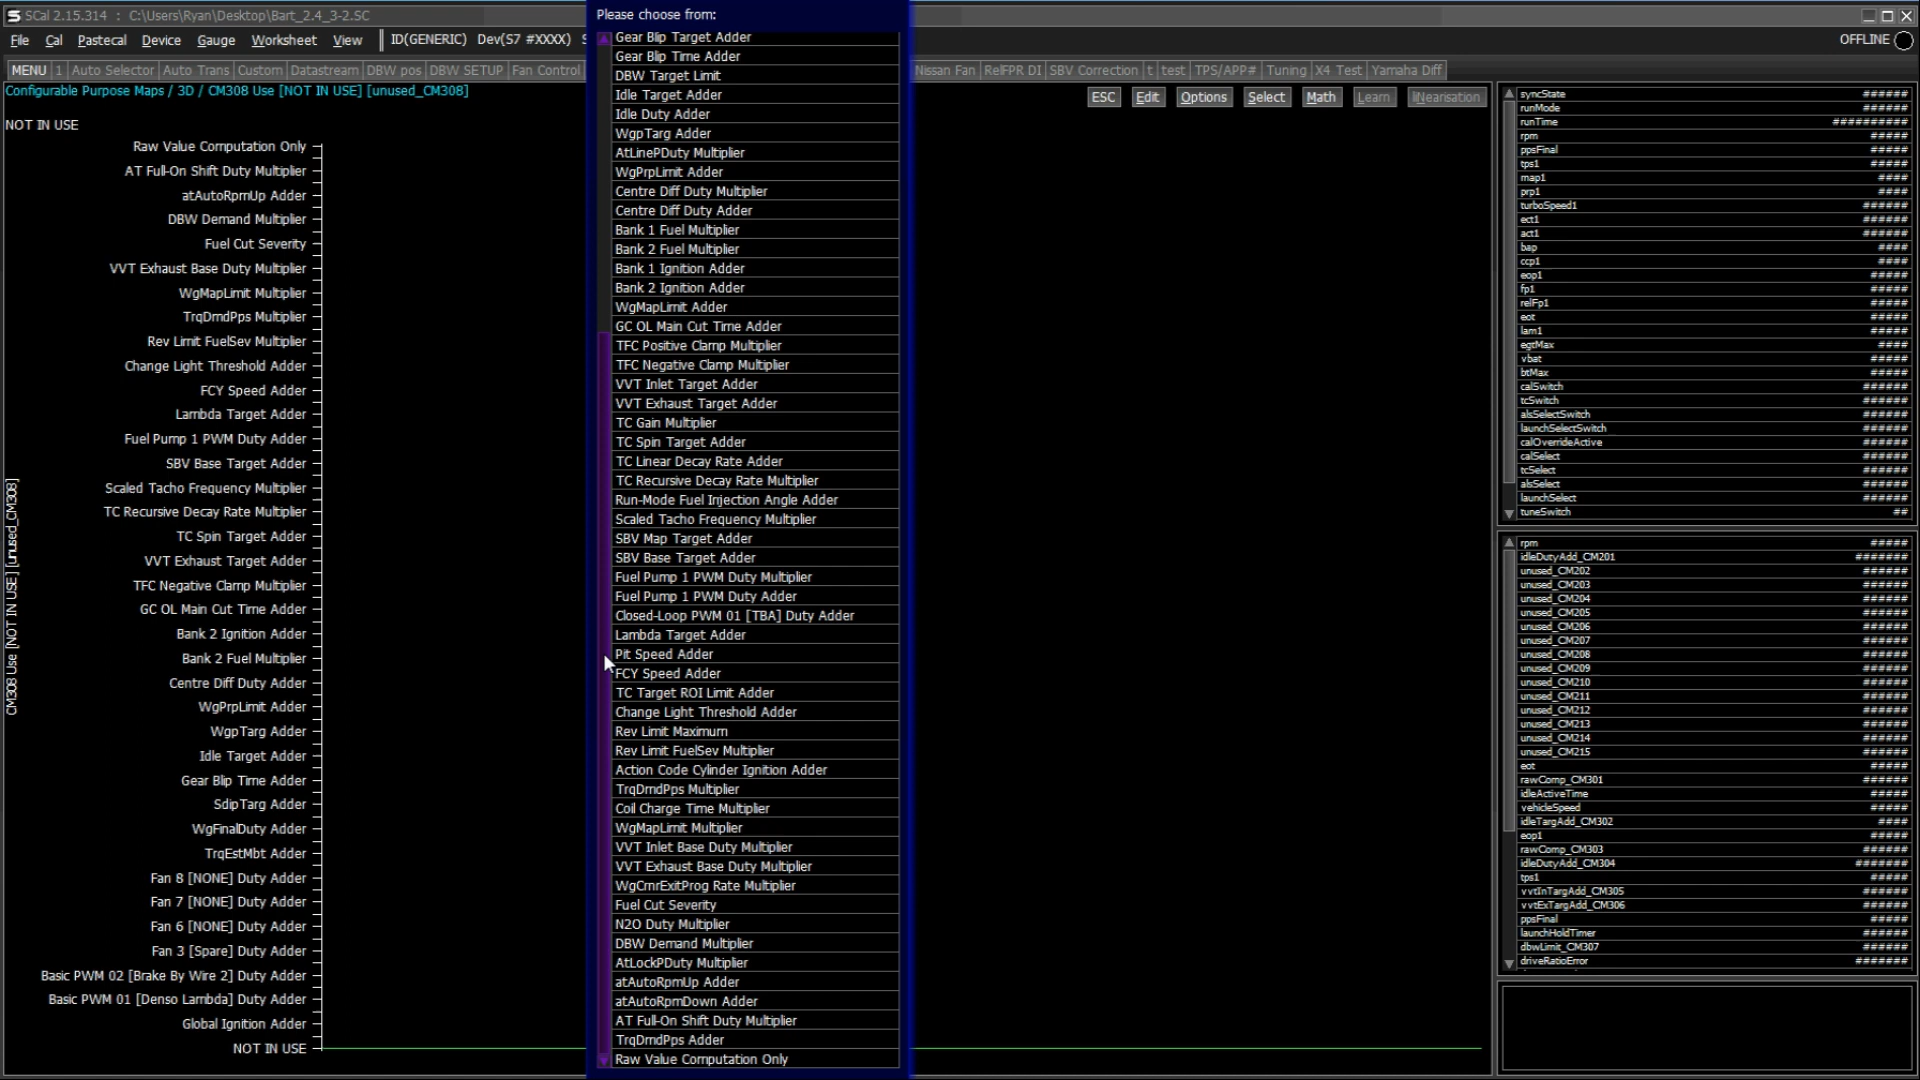 SCal 2.15.314 : C:\Users\Ryan\Desktop\Bart_2.4_3-2.SC
File Cal Pastecal Device Gauge Worksheet View ID(GENERIC) Dev(S7 #XXXX) S
OFFLINE
MENU 1 Auto Selector Auto Trans Custom Datastream DBW pos DBW SETUP Fan Control
Nissan Fan RelFPR DI SBV Correction t test TPS/APP# Tuning X4 Test Yamaha Diff
Configurable Purpose Maps / 3D / CM308 Use [NOT IN USE] [unused_CM308]
ESC Edit Options Select Math Learn liNearisation
NOT IN USE
Raw Value Computation Only
AT Full-On Shift Duty Multiplier
atAutoRpmUp Adder
DBW Demand Multiplier
Fuel Cut Severity
VVT Exhaust Base Duty Multiplier
WgMapLimit Multiplier
TrqDmdPps Multiplier
Rev Limit FuelSev Multiplier
Change Light Threshold Adder
FCY Speed Adder
Lambda Target Adder
Fuel Pump 1 PWM Duty Adder
SBV Base Target Adder
Scaled Tacho Frequency Multiplier
TC Recursive Decay Rate Multiplier
TC Spin Target Adder
VVT Exhaust Target Adder
TFC Negative Clamp Multiplier
GC OL Main Cut Time Adder
Bank 2 Ignition Adder
Bank 2 Fuel Multiplier
Centre Diff Duty Adder
WgPrpLimit Adder
WgpTarg Adder
Idle Target Adder
Gear Blip Time Adder
SdipTarg Adder
WgFinalDuty Adder
TrqEstMbt Adder
Fan 8 [NONE] Duty Adder
Fan 7 [NONE] Duty Adder
Fan 6 [NONE] Duty Adder
Fan 3 [Spare] Duty Adder
Basic PWM 02 [Brake By Wire 2] Duty Adder
Basic PWM 01 [Denso Lambda] Duty Adder
Global Ignition Adder
NOT IN USE
CM308 Use [NOT IN USE] [unused_CM308]
Please choose from:
Gear Blip Target Adder
Gear Blip Time Adder
DBW Target Limit
Idle Target Adder
Idle Duty Adder
WgpTarg Adder
AtLinePDuty Multiplier
WgPrpLimit Adder
Centre Diff Duty Multiplier
Centre Diff Duty Adder
Bank 1 Fuel Multiplier
Bank 2 Fuel Multiplier
Bank 1 Ignition Adder
Bank 2 Ignition Adder
WgMapLimit Adder
GC OL Main Cut Time Adder
TFC Positive Clamp Multiplier
TFC Negative Clamp Multiplier
VVT Inlet Target Adder
VVT Exhaust Target Adder
TC Gain Multiplier
TC Spin Target Adder
TC Linear Decay Rate Adder
TC Recursive Decay Rate Multiplier
Run-Mode Fuel Injection Angle Adder
Scaled Tacho Frequency Multiplier
SBV Map Target Adder
SBV Base Target Adder
Fuel Pump 1 PWM Duty Multiplier
Fuel Pump 1 PWM Duty Adder
Closed-Loop PWM 01 [TBA] Duty Adder
Lambda Target Adder
Pit Speed Adder
FCY Speed Adder
TC Target ROI Limit Adder
Change Light Threshold Adder
Rev Limit Maximum
Rev Limit FuelSev Multiplier
Action Code Cylinder Ignition Adder
TrqDmdPps Multiplier
Coil Charge Time Multiplier
WgMapLimit Multiplier
VVT Inlet Base Duty Multiplier
VVT Exhaust Base Duty Multiplier
WgCrnrExitProg Rate Multiplier
Fuel Cut Severity
N2O Duty Multiplier
DBW Demand Multiplier
AtLockPDuty Multiplier
atAutoRpmUp Adder
atAutoRpmDown Adder
AT Full-On Shift Duty Multiplier
TrqDmdPps Adder
Raw Value Computation Only
syncState ######
runMode ######
runTime ##########
rpm #####
ppsFinal #####
tps1 #####
map1 ####
prp1 ####
turboSpeed1 ######
ect1 #####
act1 ######
bap ####
ccp1 ####
eop1 #####
fp1 #####
relFp1 #####
eot #####
lam1 #####
egtMax ####
vbat #####
btMax #####
calSwitch ######
tcSwitch ######
alsSelectSwitch ######
launchSelectSwitch ######
calOverrideActive ######
calSelect ######
tcSelect ######
alsSelect ######
launchSelect ######
tuneSwitch ##
rpm #####
idleDutyAdd_CM201 #######
unused_CM202 ######
unused_CM203 ######
unused_CM204 ######
unused_CM205 ######
unused_CM206 ######
unused_CM207 ######
unused_CM208 ######
unused_CM209 ######
unused_CM210 ######
unused_CM211 ######
unused_CM212 ######
unused_CM213 ######
unused_CM214 ######
unused_CM215 ######
eot #####
rawComp_CM301 ######
idleActiveTime ######
vehicleSpeed #####
idleTargAdd_CM302 ####
eop1 #####
rawComp_CM303 ######
idleDutyAdd_CM304 #######
tps1 #####
vvtInTargAdd_CM305 ######
vvtExTargAdd_CM306 ######
ppsFinal #####
launchHoldTimer ######
dbwLimit_CM307 ######
driveRatioError #######